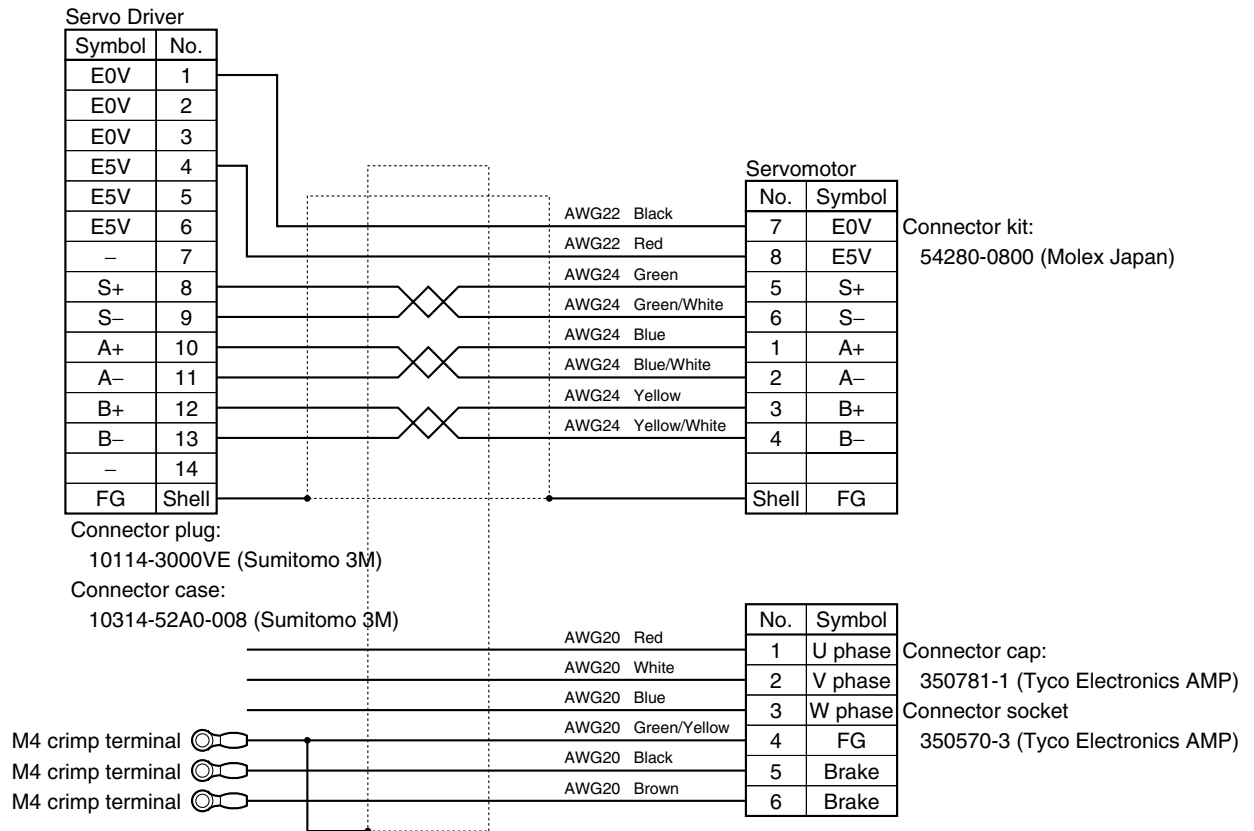 Servo Driver
Symbol No.
E0V 1
E0V 2
E0V 3
E5V 4
E5V 5
E5V 6
– 7
S+ 8
S– 9
A+ 10
A– 11
B+ 12
B– 13
– 14
FG Shell
Connector plug:
10114-3000VE (Sumitomo 3M)
Connector case:
10314-52A0-008 (Sumitomo 3M)
AWG22 Black
AWG22 Red
AWG24 Green
AWG24 Green/White
AWG24 Blue
AWG24 Blue/White
AWG24 Yellow
AWG24 Yellow/White
Servomotor
No. Symbol
7 E0V
8 E5V
5 S+
6 S–
1 A+
2 A–
3 B+
4 B–
Shell FG
Connector kit:
54280-0800 (Molex Japan)
M4 crimp terminal
M4 crimp terminal
M4 crimp terminal
AWG20 Red
AWG20 White
AWG20 Blue
AWG20 Green/Yellow
AWG20 Black
AWG20 Brown
No. Symbol
1 U phase
2 V phase
3 W phase
4 FG
5 Brake
6 Brake
Connector cap:
350781-1 (Tyco Electronics AMP)
Connector socket
350570-3 (Tyco Electronics AMP)